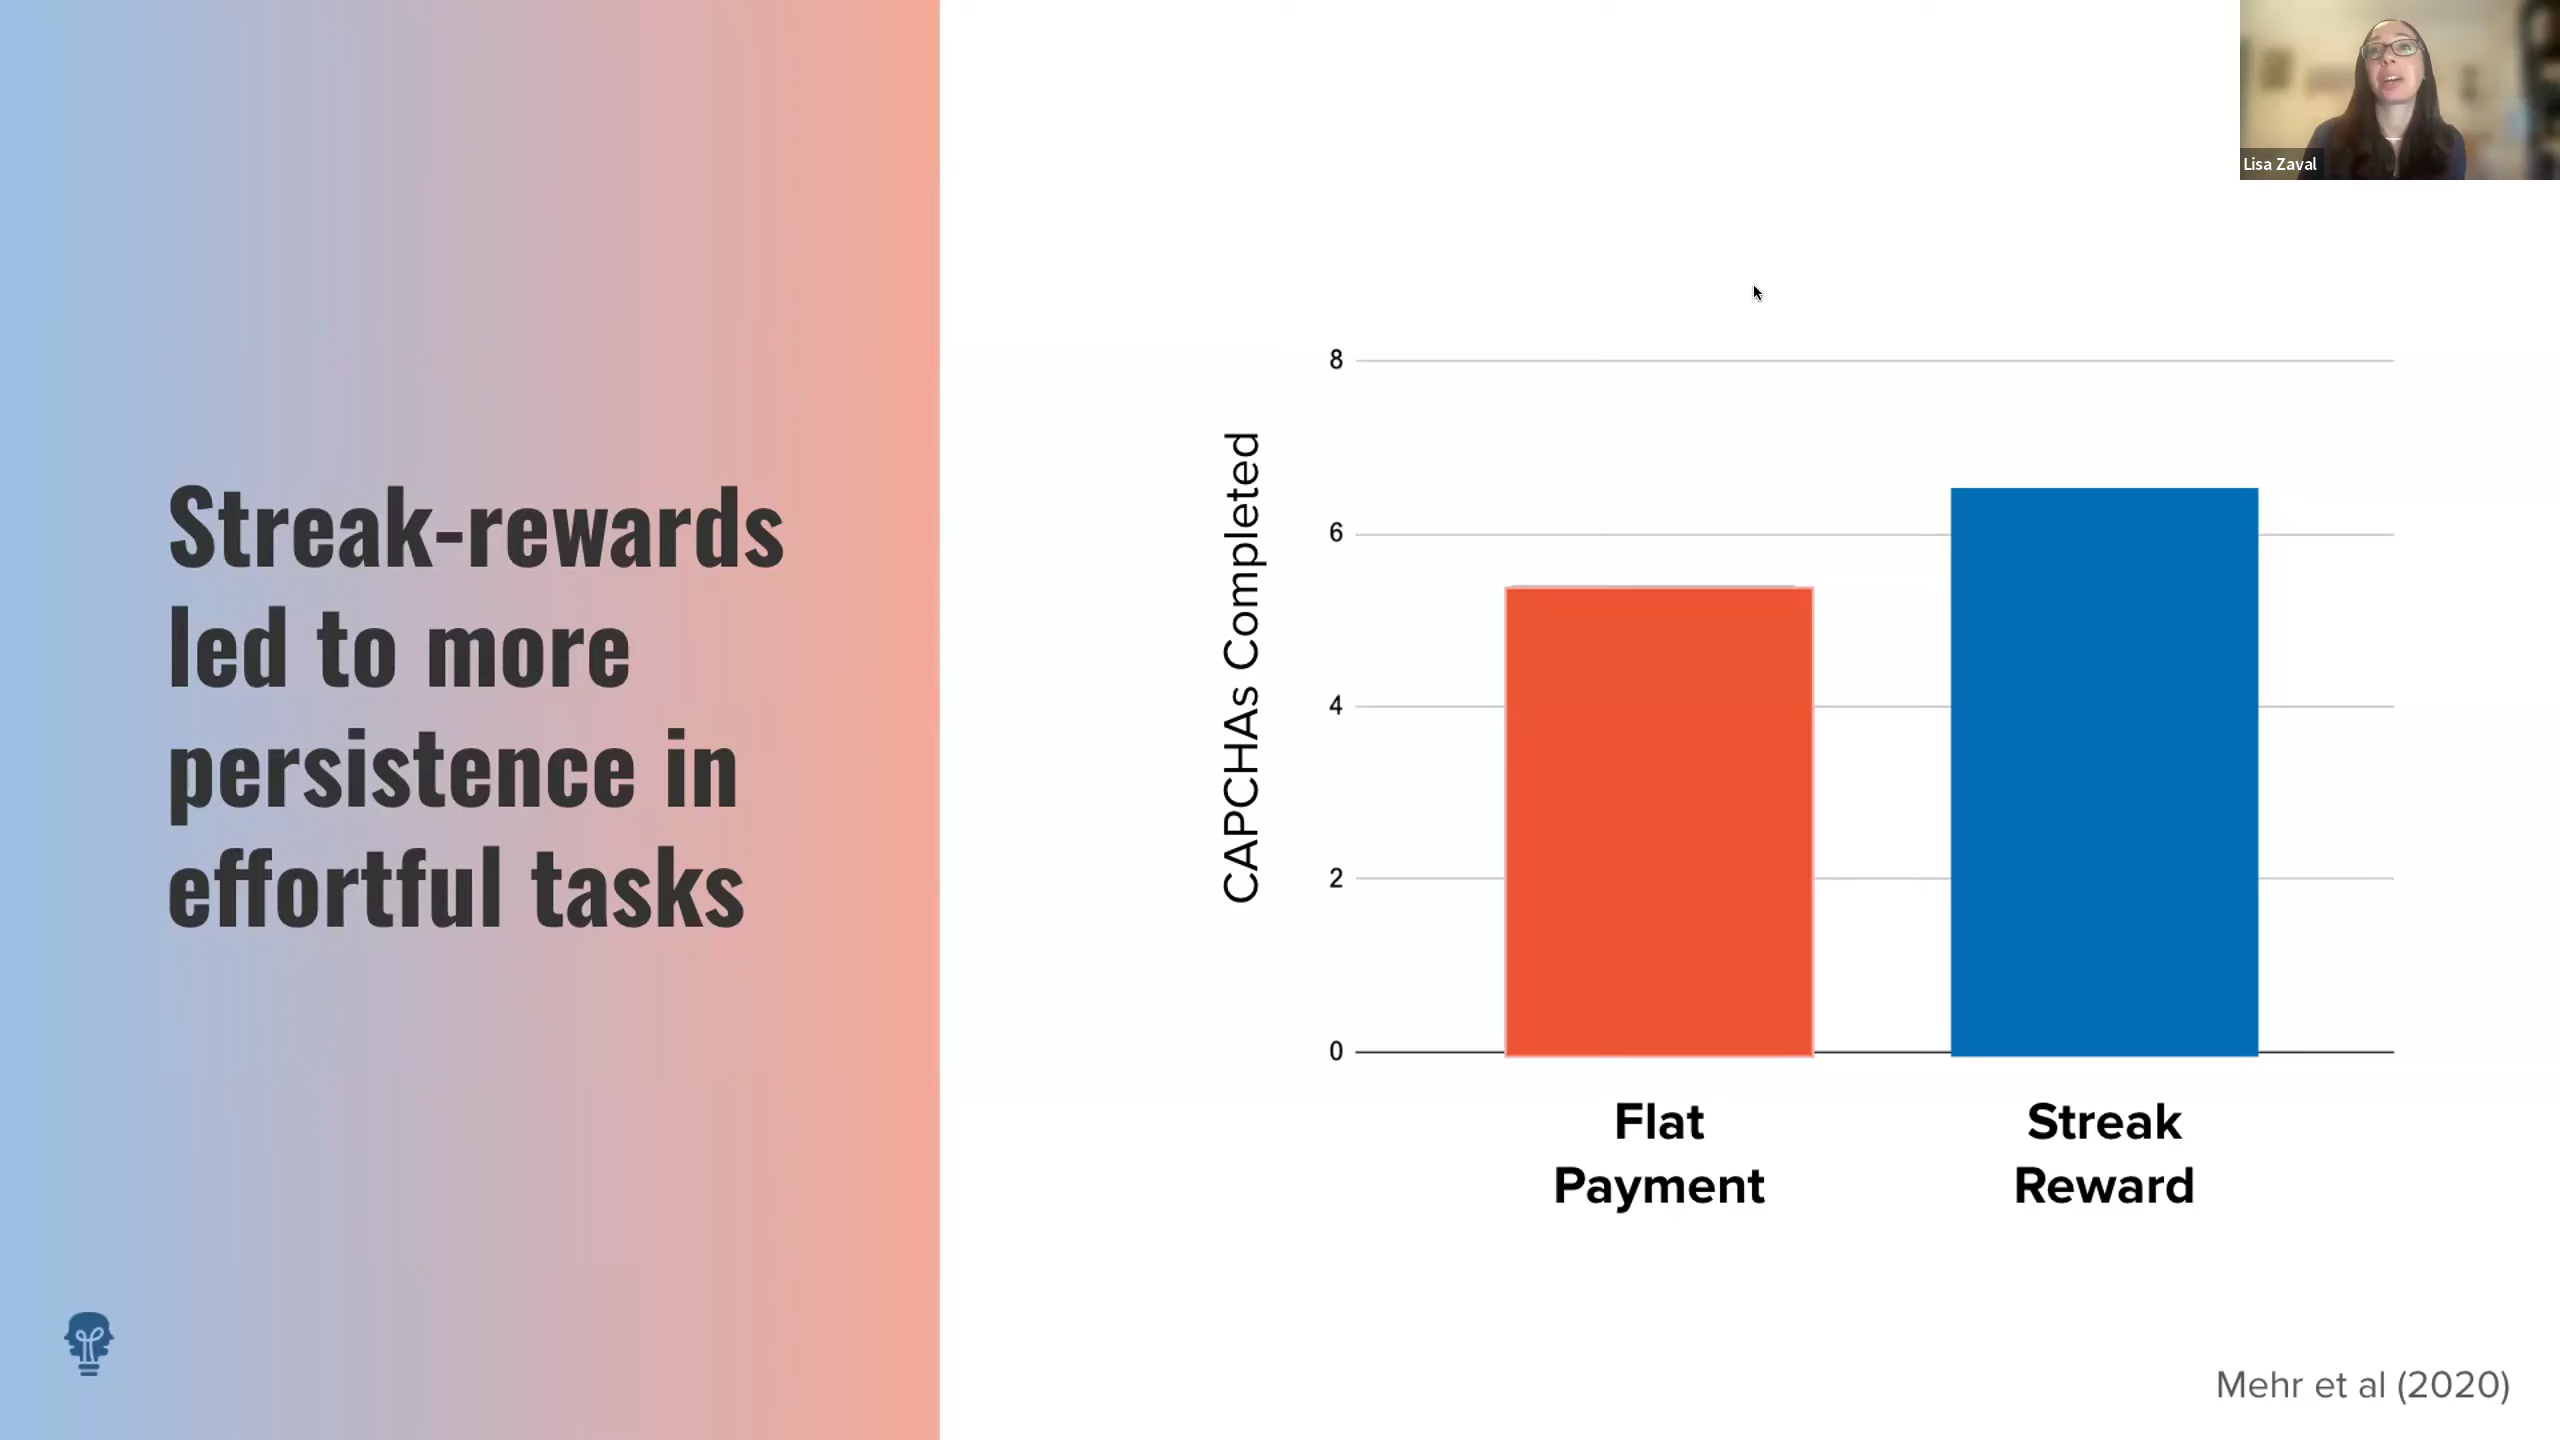 Lisa Zaval
Streak-rewards
led to more
persistence in
effortful tasks
CAPCHAs Completed
8
6
4
2
0
Flat
Payment
Streak
Reward
Mehr et al (2020)